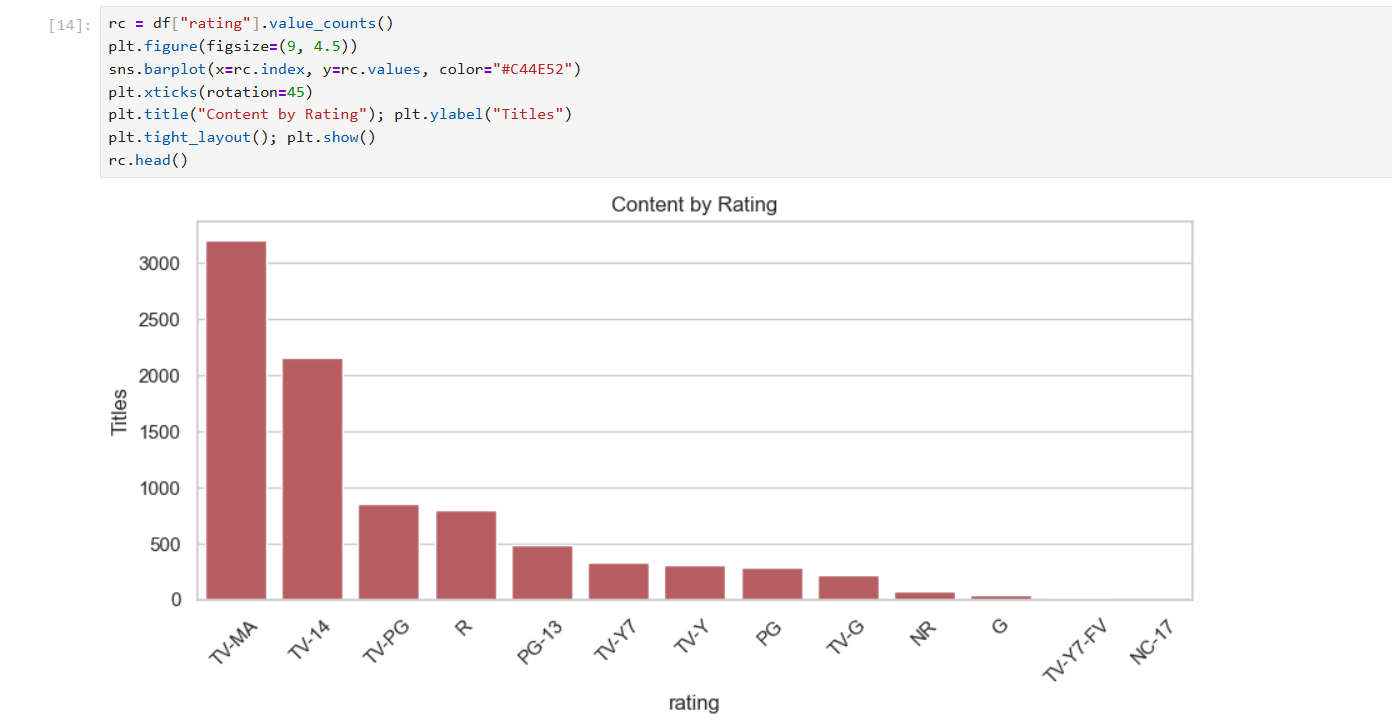 [14]:
rc = df["rating"].value_counts()
plt.figure(figsize=(9, 4.5))
sns.barplot(x=rc.index, y=rc.values, color="#C44E52")
plt.xticks(rotation=45)
plt.title("Content by Rating"); plt.ylabel("Titles")
plt.tight_layout(); plt.show()
rc.head()
Content by Rating
3000
2500
2000
1500
1000
500
0
Titles
TV-MA
TV-14
TV-PG
R
PG-13
TV-Y7
TV-Y
PG
TV-G
NR
G
TV-Y7-FV
NC-17
rating